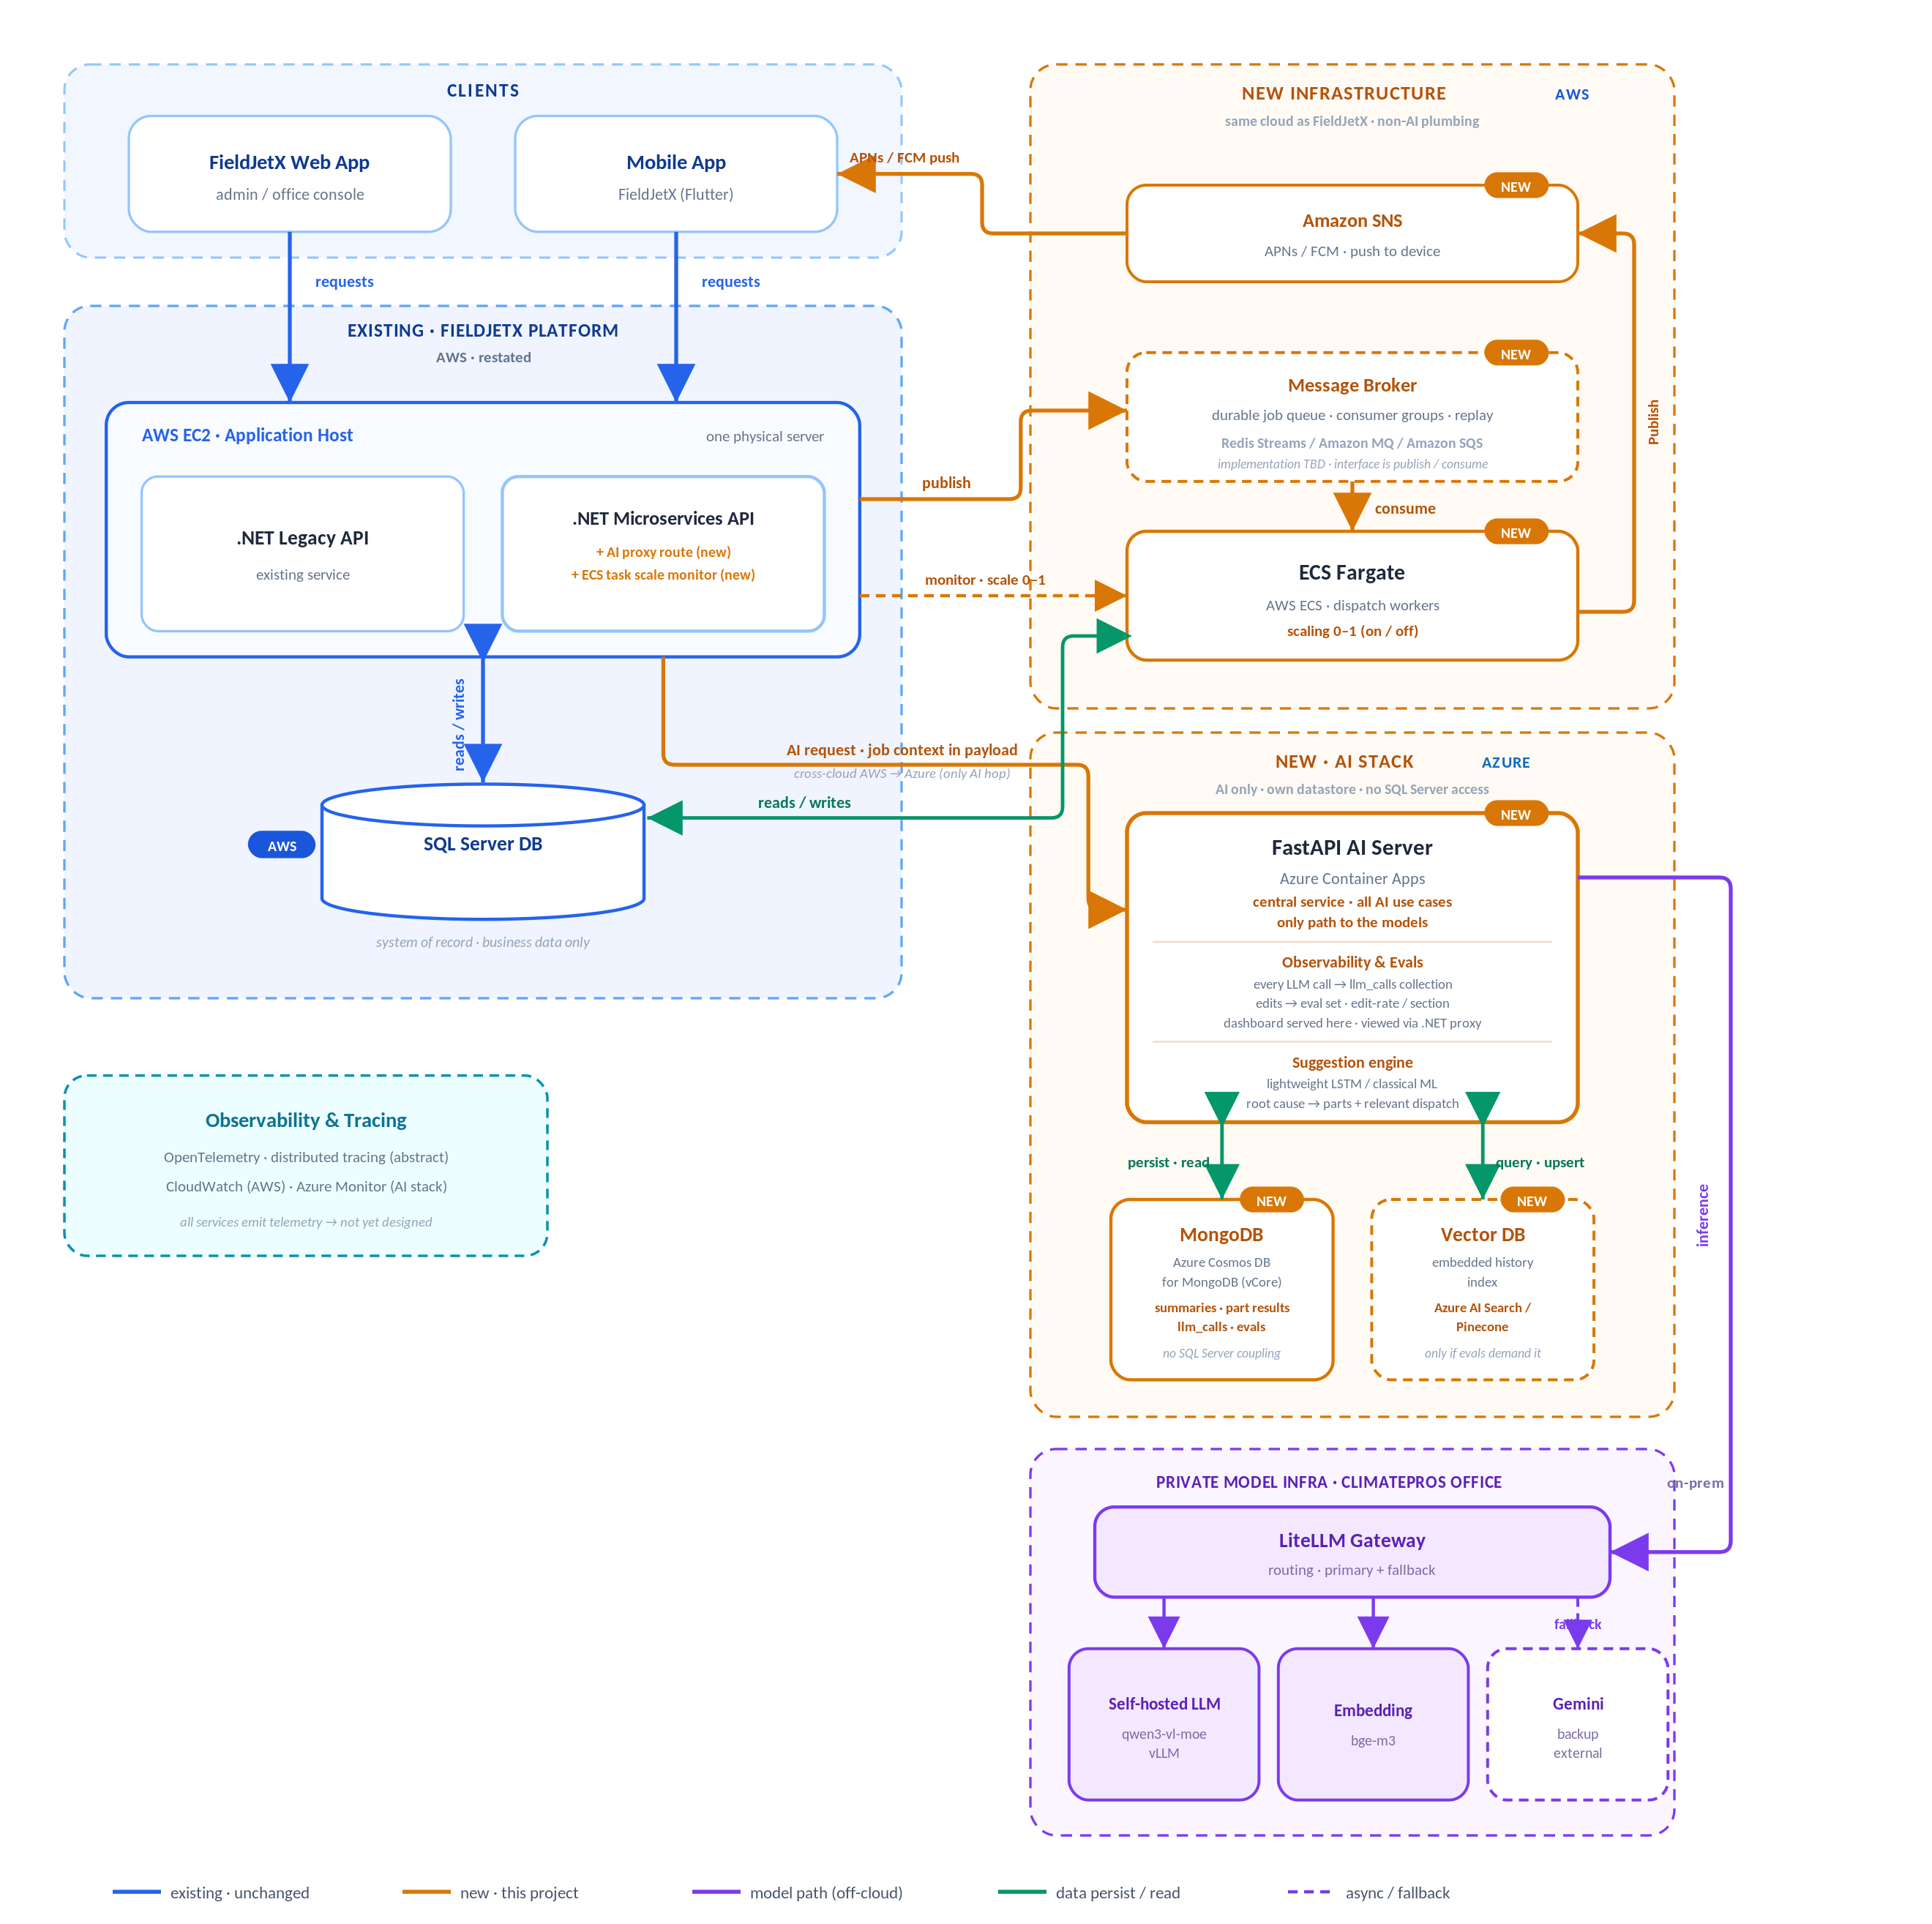 CLIENTS
FieldJetX Web App
admin / office console
Mobile App
FieldJetX (Flutter)
APNs / FCM push
requests
requests
EXISTING · FIELDJETX PLATFORM
AWS · restated
AWS EC2 · Application Host
one physical server
.NET Legacy API
existing service
.NET Microservices API
+ AI proxy route (new)
+ ECS task scale monitor (new)
publish
monitor · scale 0–1
reads / writes
AI request · job context in payload
cross-cloud AWS → Azure (only AI hop)
reads / writes
AWS
SQL Server DB
system of record · business data only
Observability & Tracing
OpenTelemetry · distributed tracing (abstract)
CloudWatch (AWS) · Azure Monitor (AI stack)
all services emit telemetry → not yet designed
NEW INFRASTRUCTURE
AWS
same cloud as FieldJetX · non-AI plumbing
NEW
Amazon SNS
APNs / FCM · push to device
NEW
Message Broker
durable job queue · consumer groups · replay
Redis Streams / Amazon MQ / Amazon SQS
implementation TBD · interface is publish / consume
Publish
consume
NEW
ECS Fargate
AWS ECS · dispatch workers
scaling 0–1 (on / off)
NEW · AI STACK
AZURE
AI only · own datastore · no SQL Server access
NEW
FastAPI AI Server
Azure Container Apps
central service · all AI use cases
only path to the models
Observability & Evals
every LLM call → llm_calls collection
edits → eval set · edit-rate / section
dashboard served here · viewed via .NET proxy
Suggestion engine
lightweight LSTM / classical ML
root cause → parts + relevant dispatch
persist · read
query · upsert
NEW
MongoDB
Azure Cosmos DB
for MongoDB (vCore)
summaries · part results
llm_calls · evals
no SQL Server coupling
NEW
Vector DB
embedded history
index
Azure AI Search /
Pinecone
only if evals demand it
inference
PRIVATE MODEL INFRA · CLIMATEPROS OFFICE
on-prem
LiteLLM Gateway
routing · primary + fallback
fallback
Self-hosted LLM
qwen3-vl-moe
vLLM
Embedding
bge-m3
Gemini
backup
external
existing · unchanged
new · this project
model path (off-cloud)
data persist / read
async / fallback